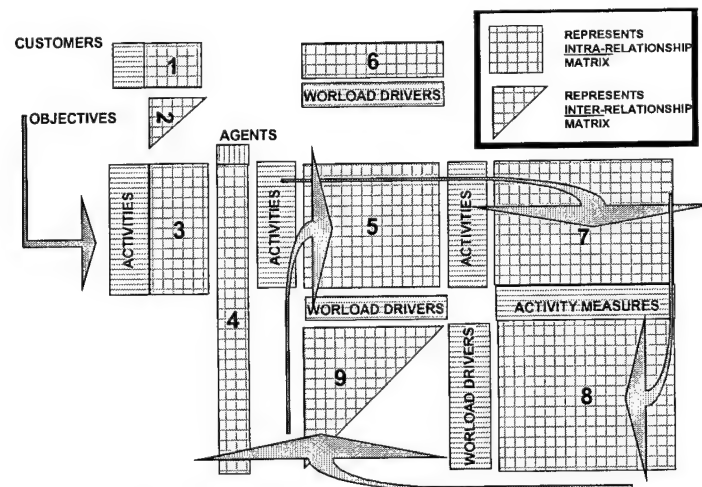 CUSTOMERS
1
6
WORLOAD DRIVERS
REPRESENTS
INTRA-RELATIONSHIP
MATRIX
REPRESENTS
INTER-RELATIONSHIP
MATRIX
OBJECTIVES
2
AGENTS
ACTIVITIES
3
4
ACTIVITIES
5
ACTIVITIES
7
WORLOAD DRIVERS
ACTIVITY MEASURES
9
WORLOAD DRIVERS
8